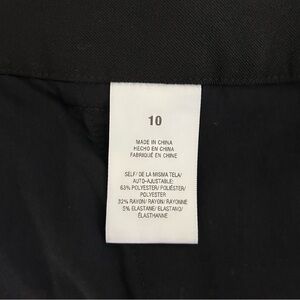 10
MADE IN CHINA
HECHO EN CHINA
FABRIQUÉ EN CHINE
SELF/ DE LA MISMA TELA/
AUTO-AJUSTABLE:
63% POLYESTER/ POLIÉSTER/
POLYESTER
32% RAYON/ RAYÓN/ RAYONNE
5% ELASTANE/ ELASTANO/
ÉLASTHANNE